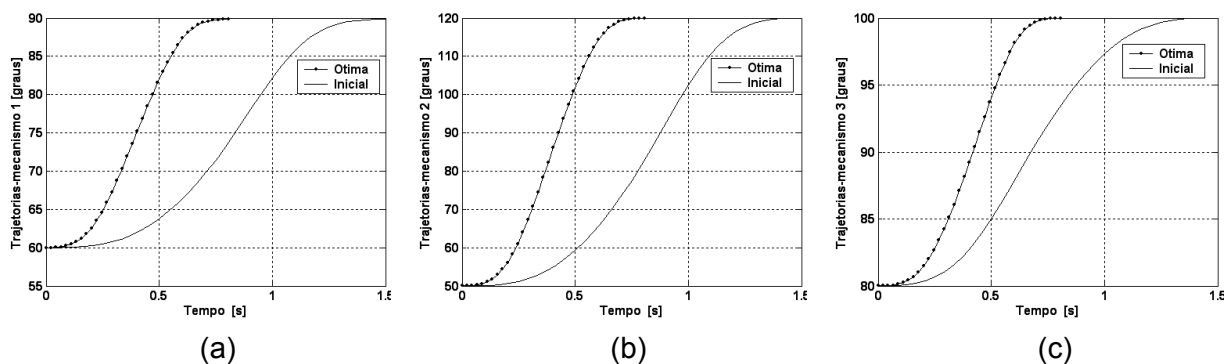 Trajetorias-mecanismo 1 [graus]
90
85
80
75
70
65
60
55
0
0.5
1
1.5
Tempo [s]
Otima
Inicial
(a)
Trajetorias-mecanismo 2 [graus]
120
110
100
90
80
70
60
50
0
0.5
1
1.5
Tempo [s]
Otima
Inicial
(b)
Trajetorias-mecanismo 3 [graus]
100
95
90
85
80
0
0.5
1
1.5
Tempo [s]
Otima
Inicial
(c)